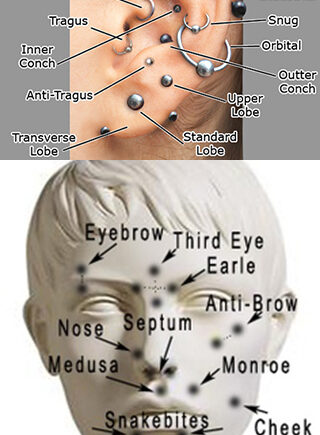 Tragus
Snug
Inner
Conch
Orbital
Anti-Tragus
Outter
Conch
Upper
Lobe
Transverse
Lobe
Standard
Lobe
Eyebrow
Third Eye
Earle
Anti-Brow
Nose
Septum
Medusa
Monroe
Snakebites
Cheek